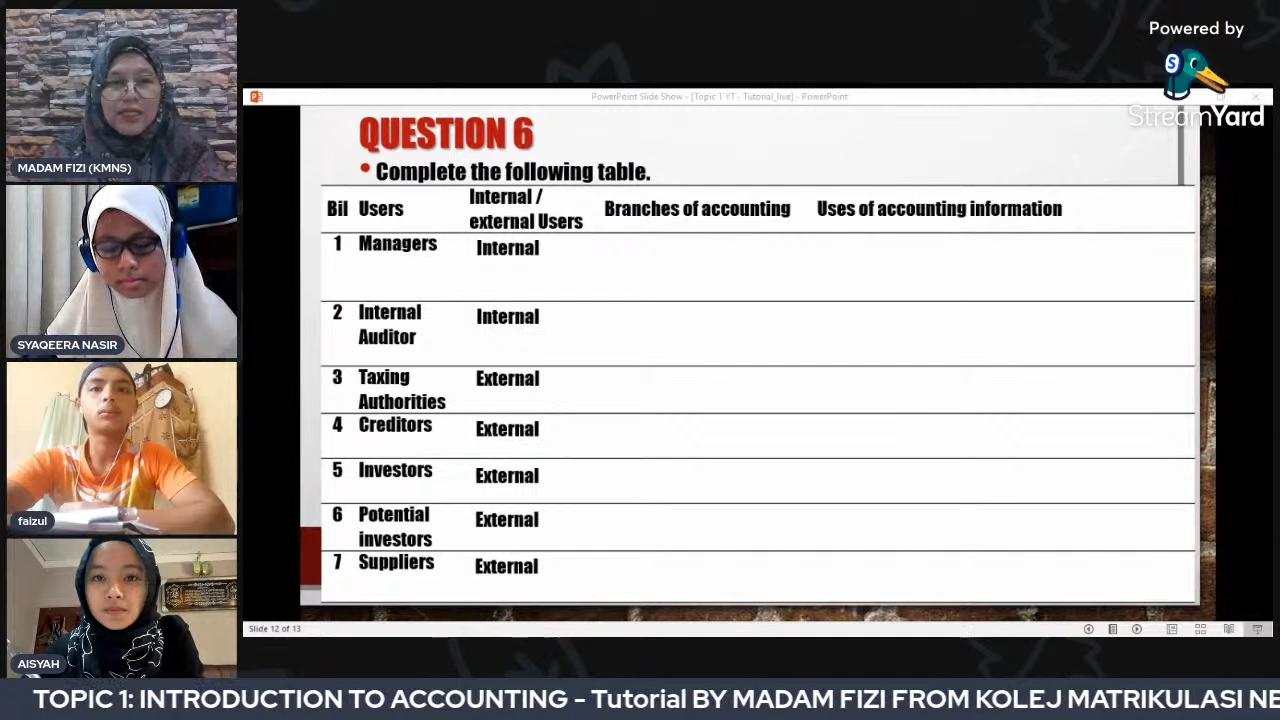 Powered by
StreamYard
MADAM FIZI (KMNS)
SYAQEERA NASIR
faizul
AISYAH
PowerPoint Slide Show - [Topic 1 YT - Tutorial_live] - PowerPoint
QUESTION 6
• Complete the following table.
Bil Users Internal / external Users Branches of accounting Uses of accounting information
1 Managers Internal
2 Internal Auditor Internal
3 Taxing Authorities External
4 Creditors External
5 Investors External
6 Potential investors External
7 Suppliers External
Slide 12 of 13
TOPIC 1: INTRODUCTION TO ACCOUNTING - Tutorial BY MADAM FIZI FROM KOLEJ MATRIKULASI NE